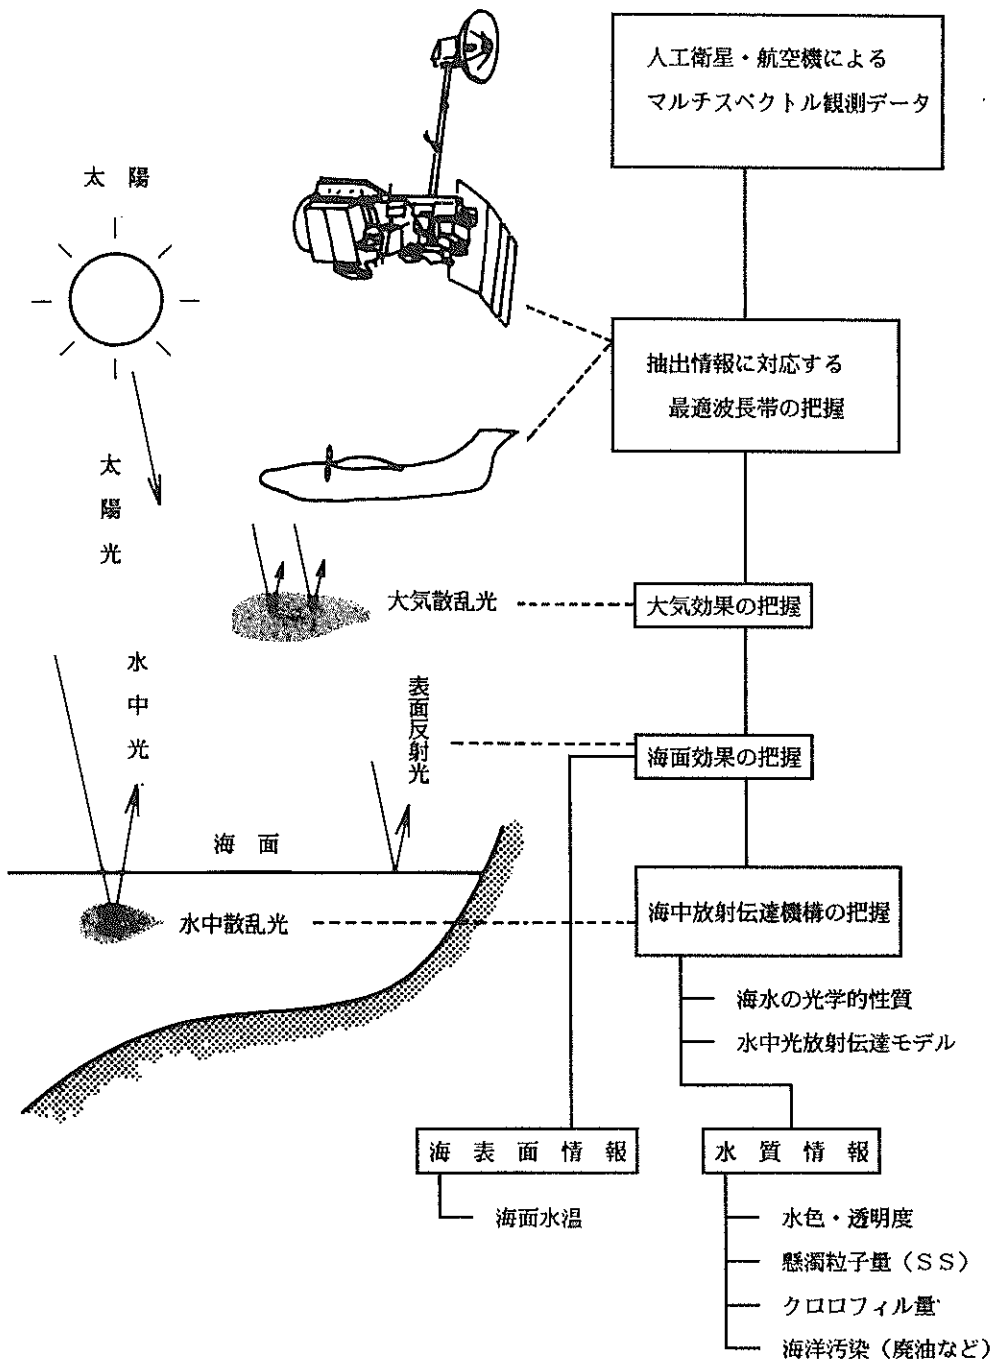 人工衛星・航空機による
マルチスペクトル観測データ
太陽
抽出情報に対応する
最適波長帯の把握
太陽光
大気散乱光
大気効果の把握
水中光
表面反射光
海面効果の把握
海面
水中散乱光
海中放射伝達機構の把握
海水の光学的性質
水中光放射伝達モデル
海表面情報
水質情報
海面水温
水色・透明度
懸濁粒子量(SS)
クロロフィル量
海洋汚染(廃油など)